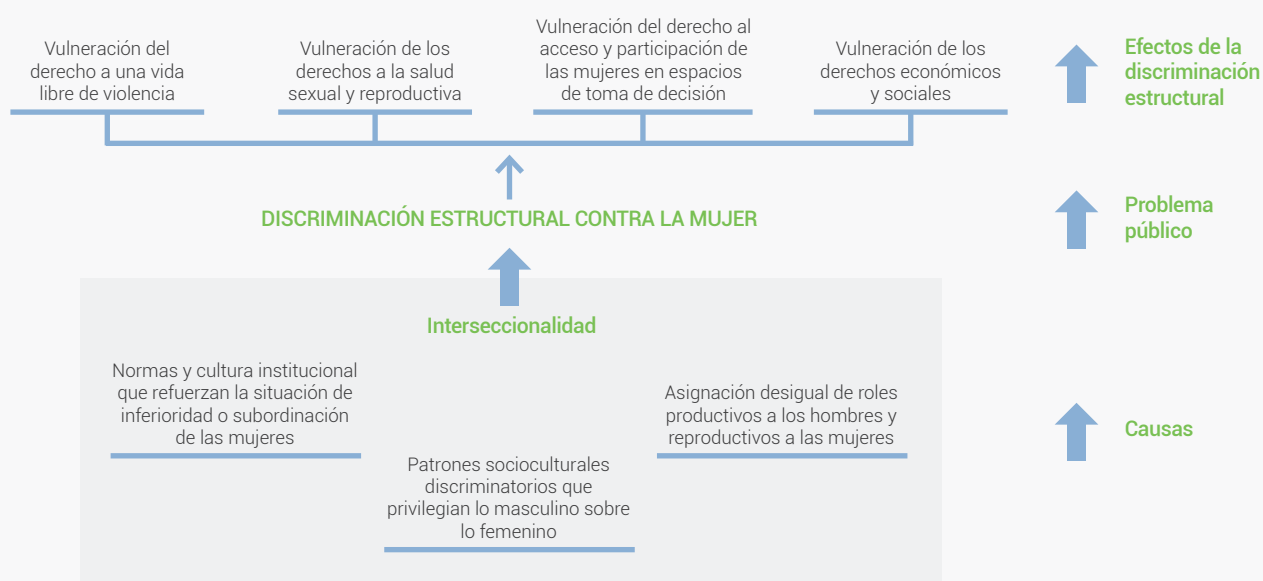 Vulneración del
derecho a una vida
libre de violencia
Vulneración de los
derechos a la salud
sexual y reproductiva
Vulneración del derecho al
acceso y participación de
las mujeres en espacios
de toma de decisión
Vulneración de los
derechos económicos
y sociales
Efectos de la
discriminación
estructural
DISCRIMINACIÓN ESTRUCTURAL CONTRA LA MUJER
Problema
público
Interseccionalidad
Normas y cultura institucional
que refuerzan la situación de
inferioridad o subordinación
de las mujeres
Patrones socioculturales
discriminatorios que
privilegian lo masculino sobre
lo femenino
Asignación desigual de roles
productivos a los hombres y
reproductivos a las mujeres
Causas